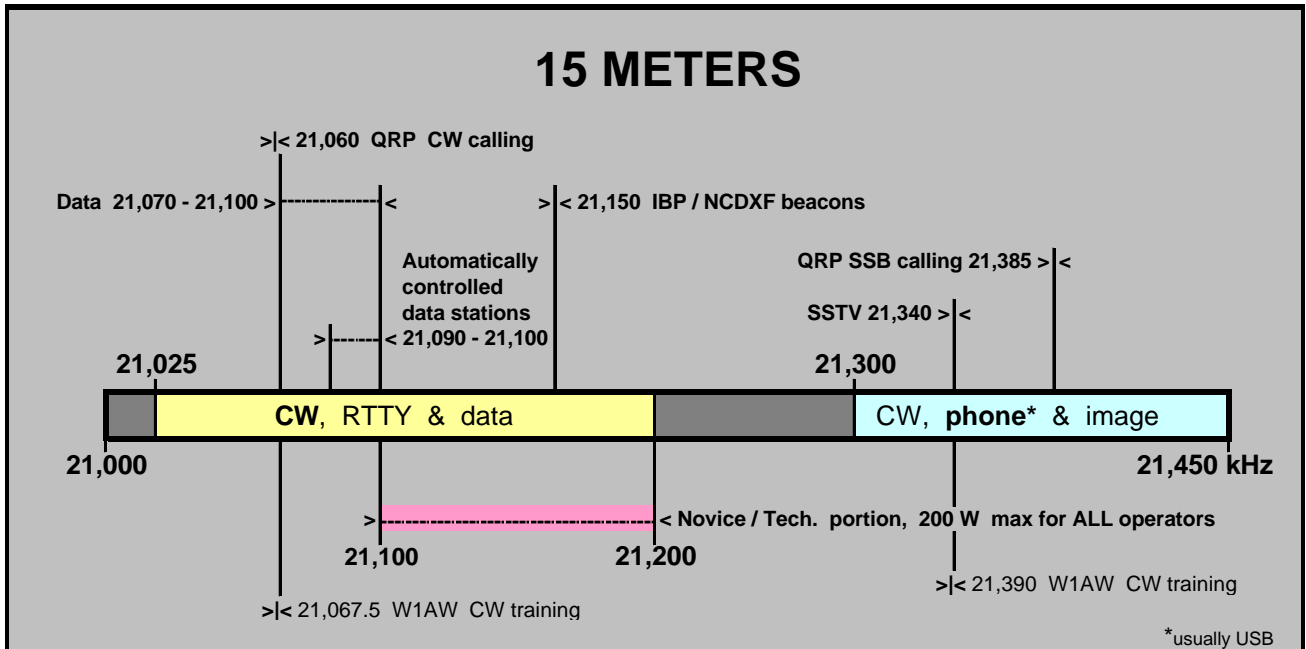 15 METERS
>|< 21,060 QRP CW calling
Data 21,070 - 21,100 > <
> < 21,150 IBP / NCDXF beacons
Automatically
controlled
data stations
> < 21,090 - 21,100
QRP SSB calling 21,385 > <
SSTV 21,340 > <
21,025
21,300
CW, RTTY & data
CW, phone* & image
21,000
21,450 kHz
> < Novice / Tech. portion, 200 W max for ALL operators
21,100
21,200
>|< 21,390 W1AW CW training
>|< 21,067.5 W1AW CW training
*usually USB